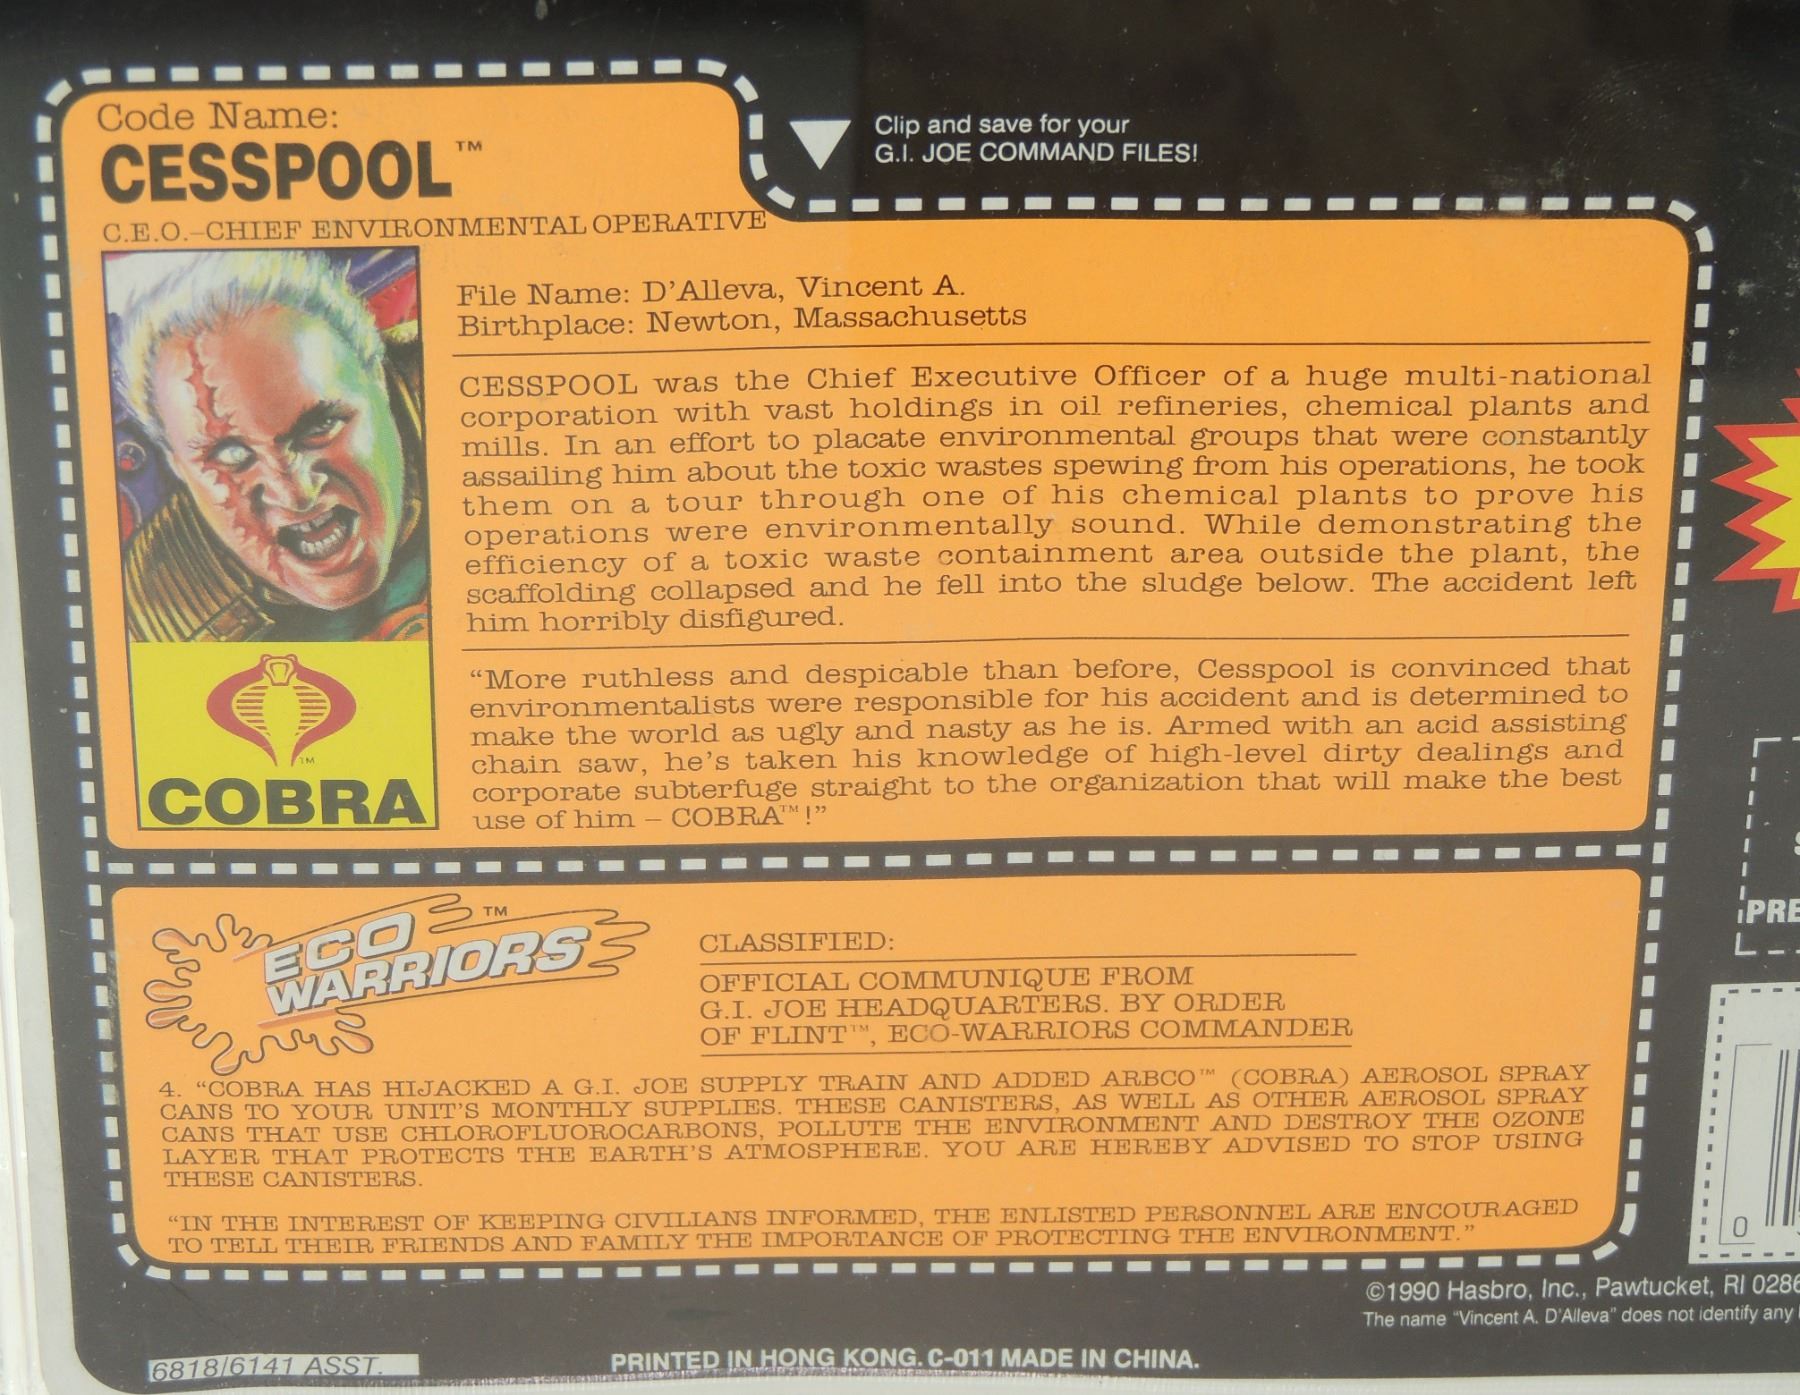 Code Name:
CESSPOOL™
C.E.O.–CHIEF ENVIRONMENTAL OPERATIVE
Clip and save for your
G.I. JOE COMMAND FILES!
File Name: D'Alleva, Vincent A.
Birthplace: Newton, Massachusetts
CESSPOOL was the Chief Executive Officer of a huge multi-national
corporation with vast holdings in oil refineries, chemical plants and
mills. In an effort to placate environmental groups that were constantly
assailing him about the toxic wastes spewing from his operations, he took
them on a tour through one of his chemical plants to prove his
operations were environmentally sound. While demonstrating the
efficiency of a toxic waste containment area outside the plant, the
scaffolding collapsed and he fell into the sludge below. The accident left
him horribly disfigured.
"More ruthless and despicable than before, Cesspool is convinced that
environmentalists were responsible for his accident and is determined to
make the world as ugly and nasty as he is. Armed with an acid assisting
chain saw, he's taken his knowledge of high-level dirty dealings and
corporate subterfuge straight to the organization that will make the best
use of him – COBRA™!"
TM
COBRA
ECO
WARRIORS™
CLASSIFIED:
OFFICIAL COMMUNIQUE FROM
G.I. JOE HEADQUARTERS. BY ORDER
OF FLINT™, ECO-WARRIORS COMMANDER
4. "COBRA HAS HIJACKED A G.I. JOE SUPPLY TRAIN AND ADDED ARBCO™ (COBRA) AEROSOL SPRAY
CANS TO YOUR UNIT'S MONTHLY SUPPLIES. THESE CANISTERS, AS WELL AS OTHER AEROSOL SPRAY
CANS THAT USE CHLOROFLUOROCARBONS, POLLUTE THE ENVIRONMENT AND DESTROY THE OZONE
LAYER THAT PROTECTS THE EARTH'S ATMOSPHERE. YOU ARE HEREBY ADVISED TO STOP USING
THESE CANISTERS.
"IN THE INTEREST OF KEEPING CIVILIANS INFORMED, THE ENLISTED PERSONNEL ARE ENCOURAGED
TO TELL THEIR FRIENDS AND FAMILY THE IMPORTANCE OF PROTECTING THE ENVIRONMENT."
PRE
0
©1990 Hasbro, Inc., Pawtucket, RI 0286
The name "Vincent A. D'Alleva" does not identify any
6818/6141 ASST.
PRINTED IN HONG KONG. C-011 MADE IN CHINA.